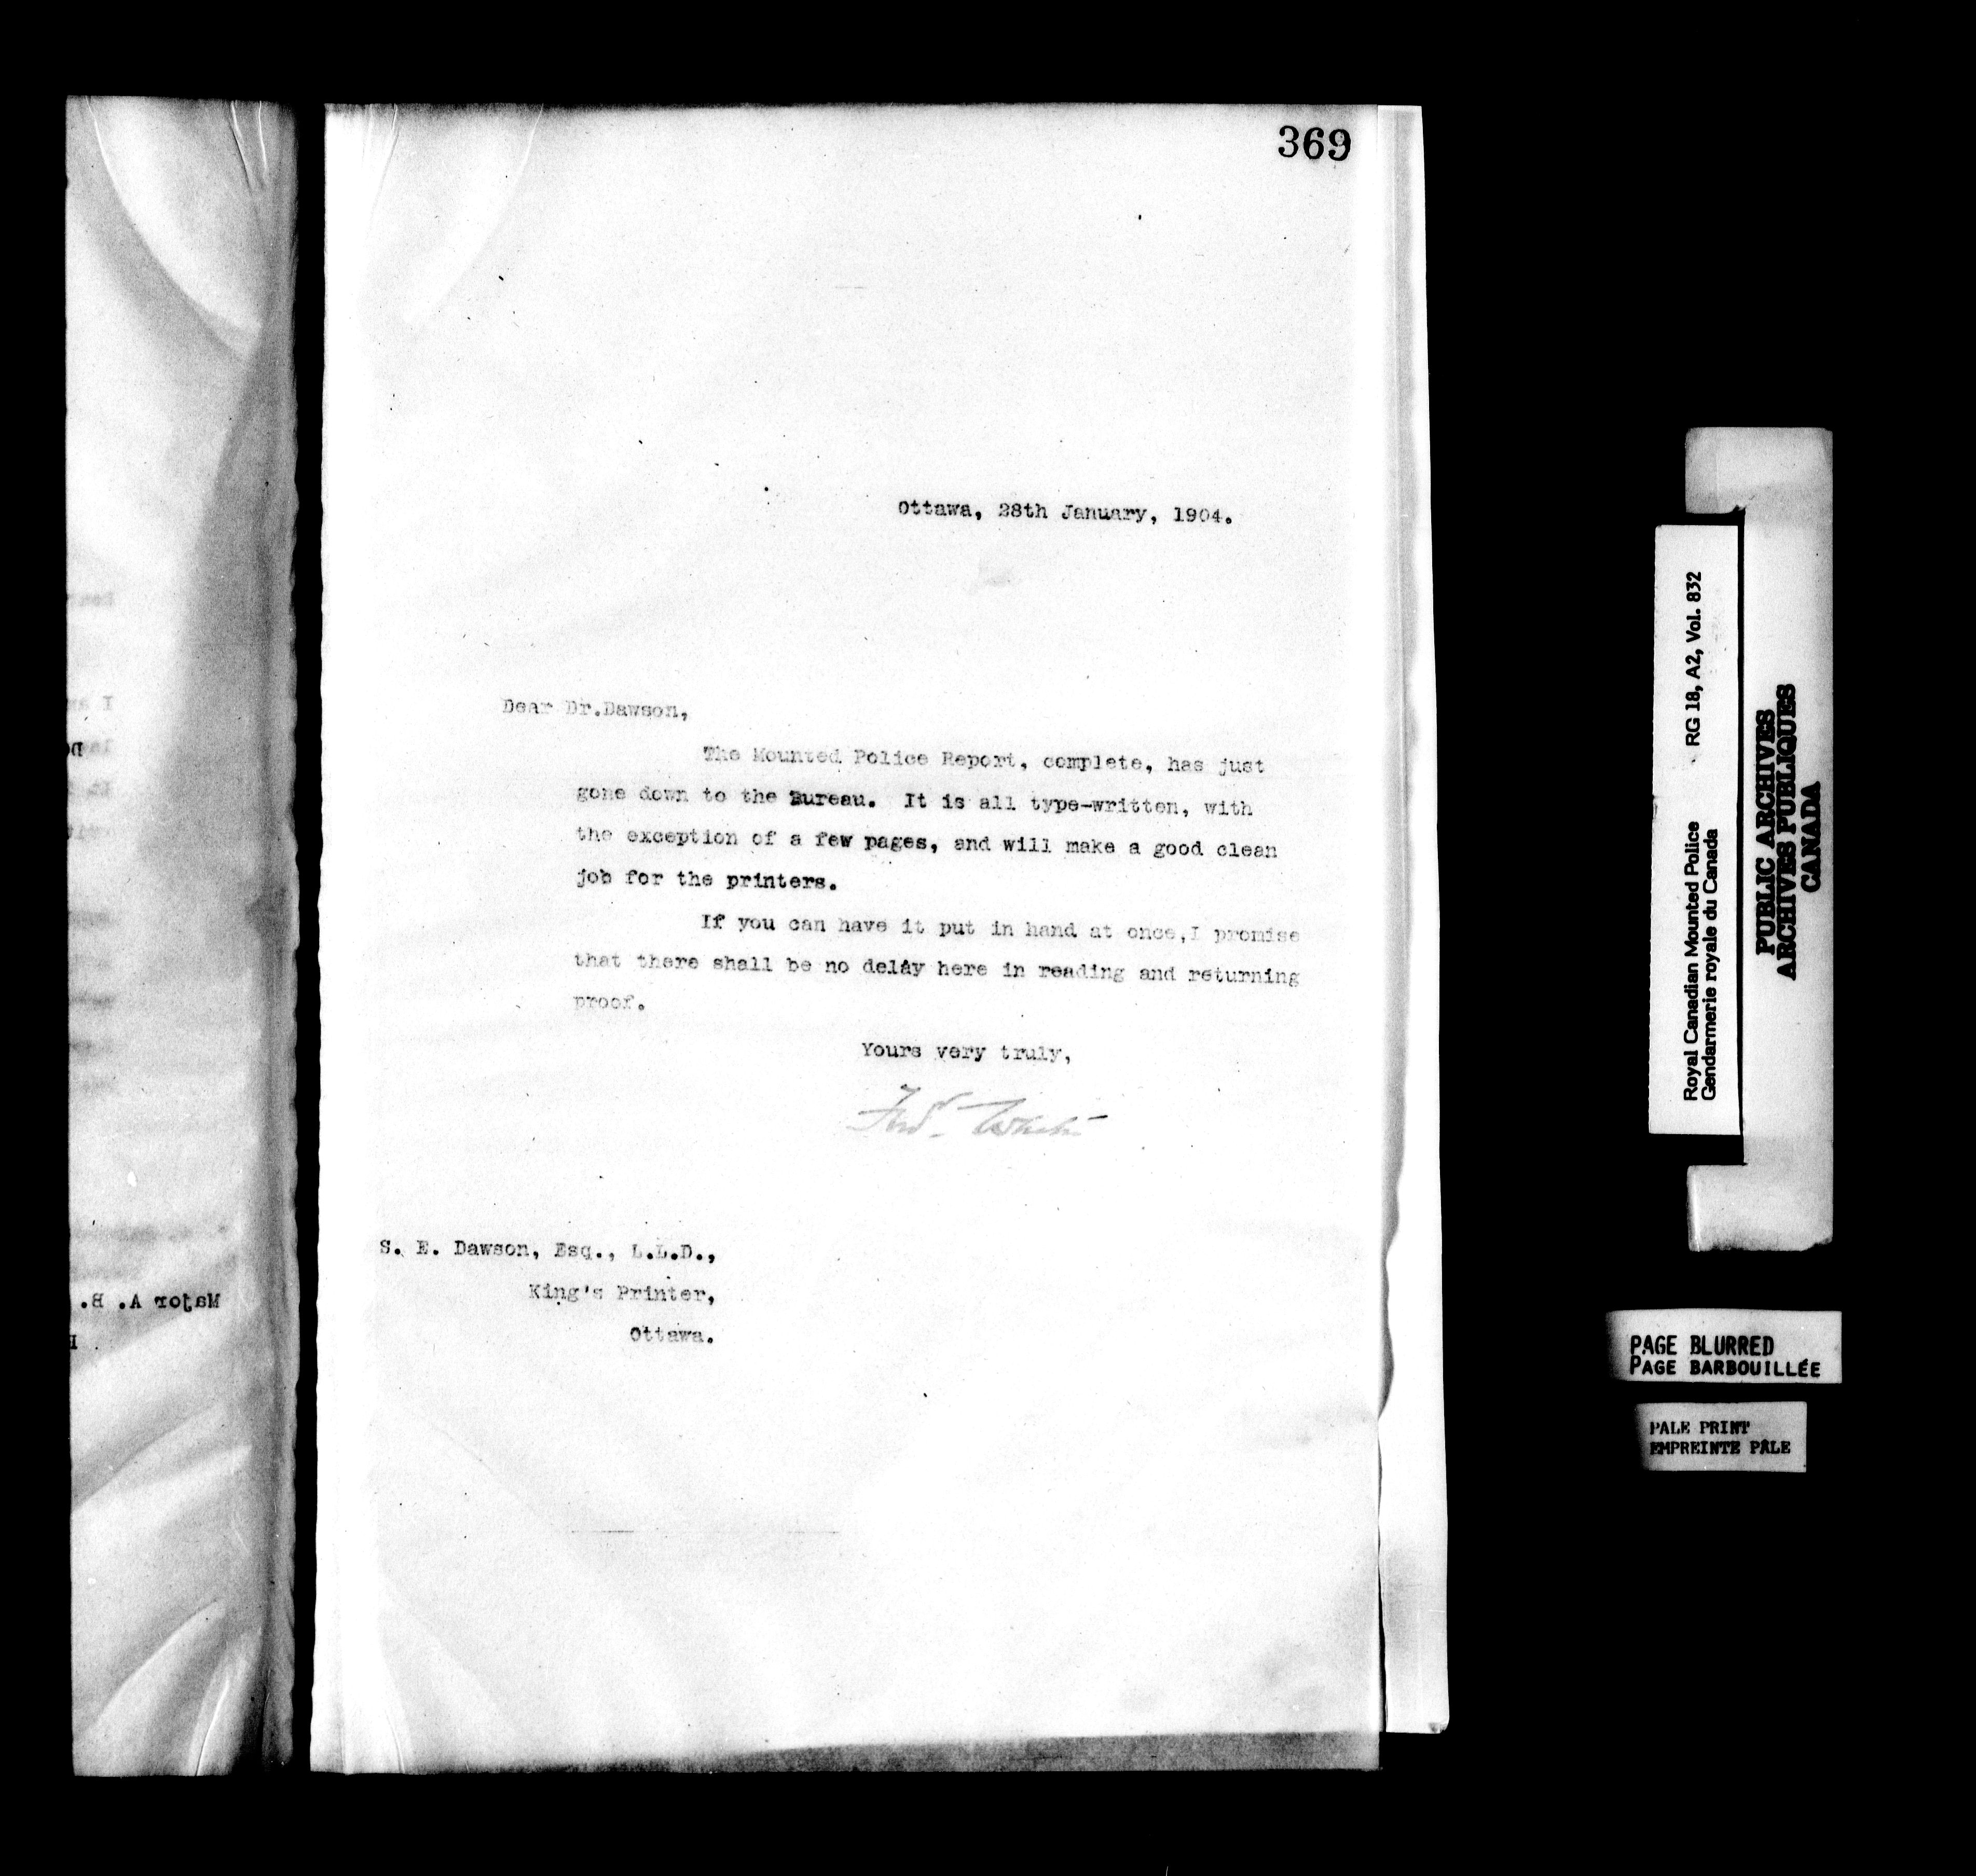 369
Ottawa, 28th January, 1904.
Dear Dr.Dawson,
The Mounted Police Report, complete, has just
gone down to the Bureau. It is all type-written, with
the exception of a few pages, and will make a good clean
job for the printers.
If you can have it put in hand at once,I promise
that there shall be no delay here in reading and returning
proof.
Yours very truly,
Fred. White
S. E. Dawson, Esq., L.L.D.,
King's Printer,
Ottawa.
Major A. B.
Royal Canadian Mounted Police RG 18, A2, Vol. 832
Gendarmerie royale du Canada
PUBLIC ARCHIVES
ARCHIVES PUBLIQUES
CANADA
PAGE BLURRED
PAGE BARBOUILLÉE
PALE PRINT
EMPREINTE PÂLE